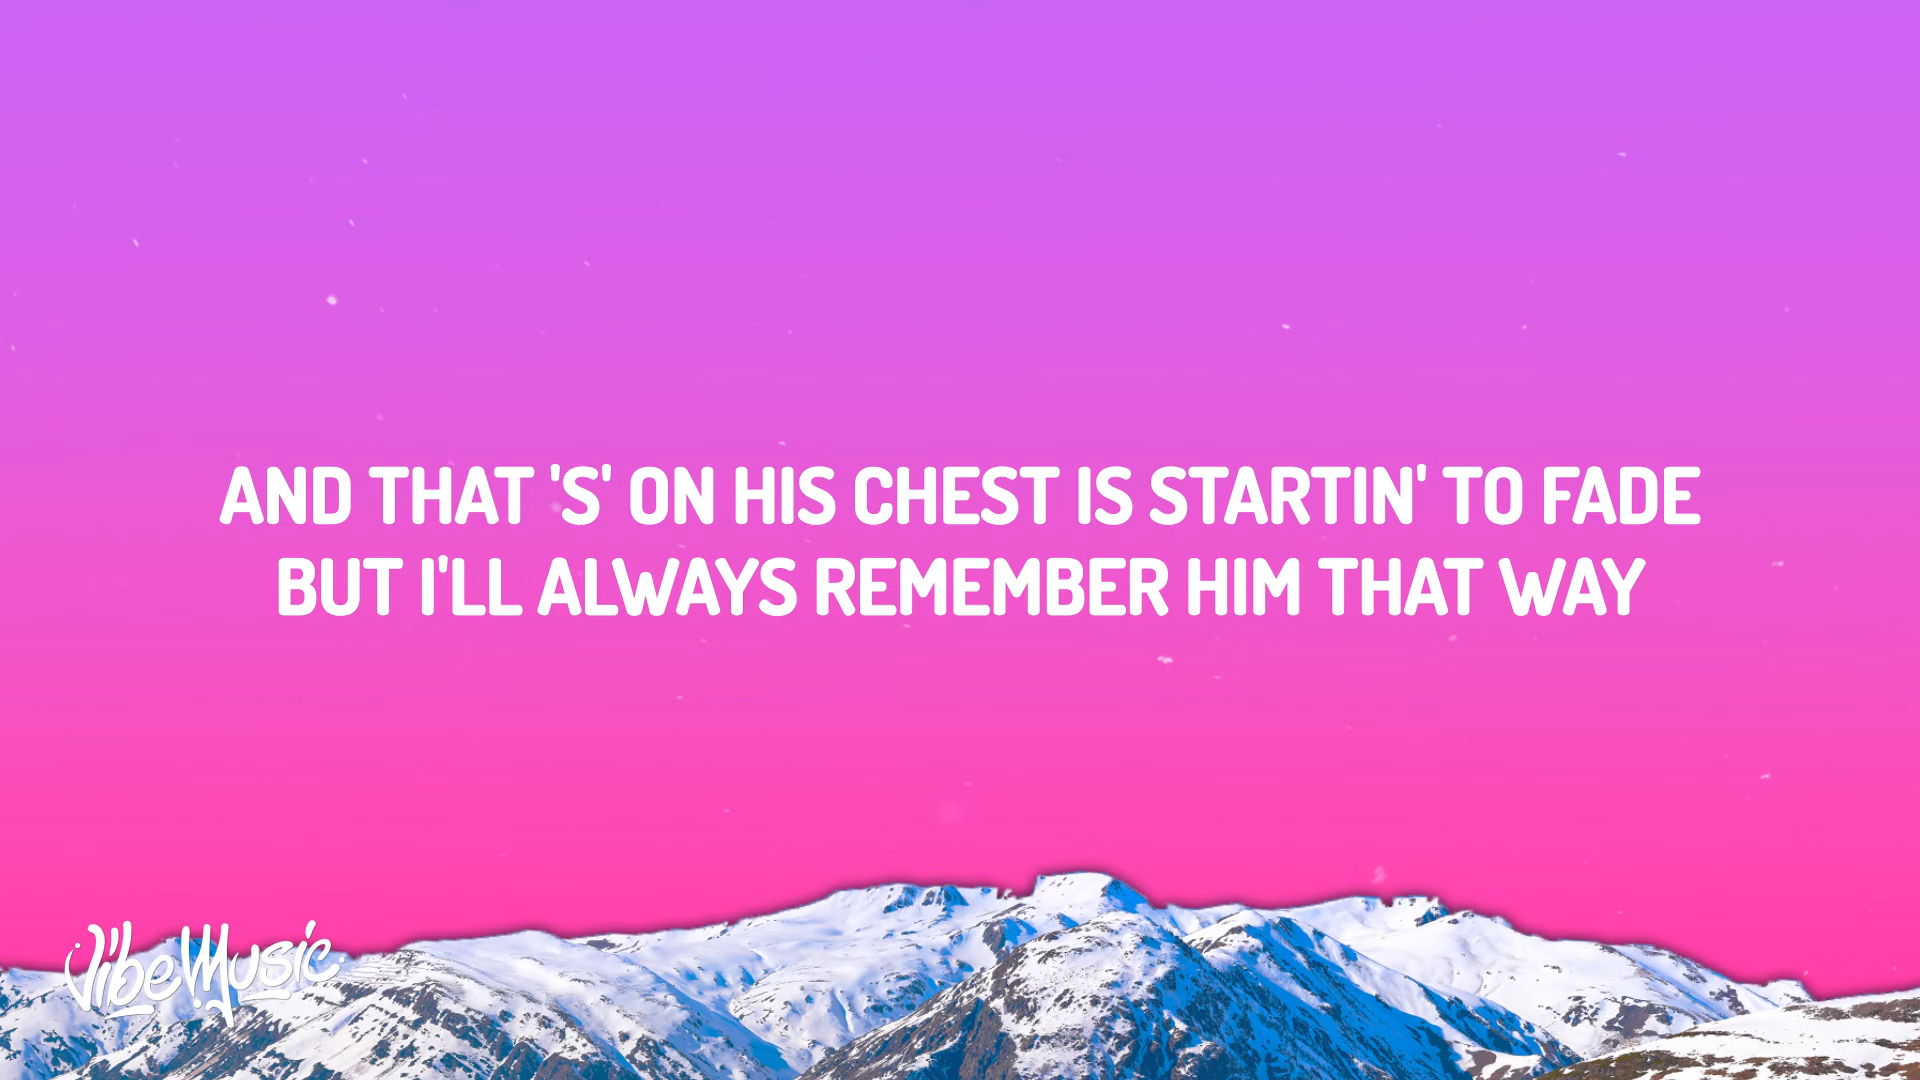 AND THAT 'S' ON HIS CHEST IS STARTIN' TO FADE
BUT I'LL ALWAYS REMEMBER HIM THAT WAY
VibeMusic.